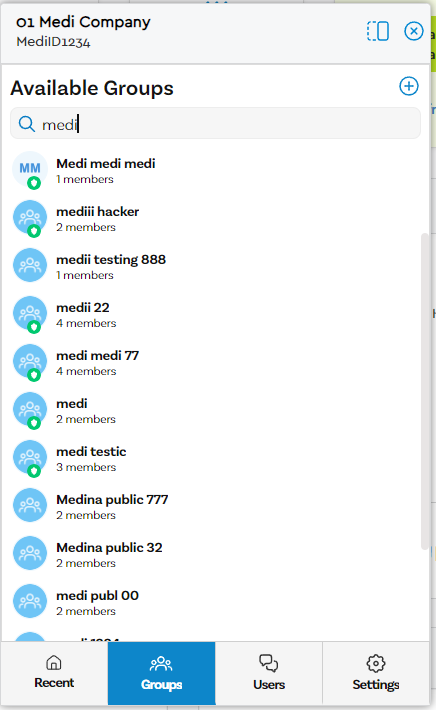 01 Medi Company
MediID1234
Available Groups
medi
MM
Medi medi medi
1 members
mediii hacker
2 members
medii testing 888
1 members
medii 22
4 members
medi medi 77
4 members
medi
2 members
medi testic
3 members
Medina public 777
2 members
Medina public 32
2 members
medi publ 00
2 members
Recent
Groups
Users
Settings